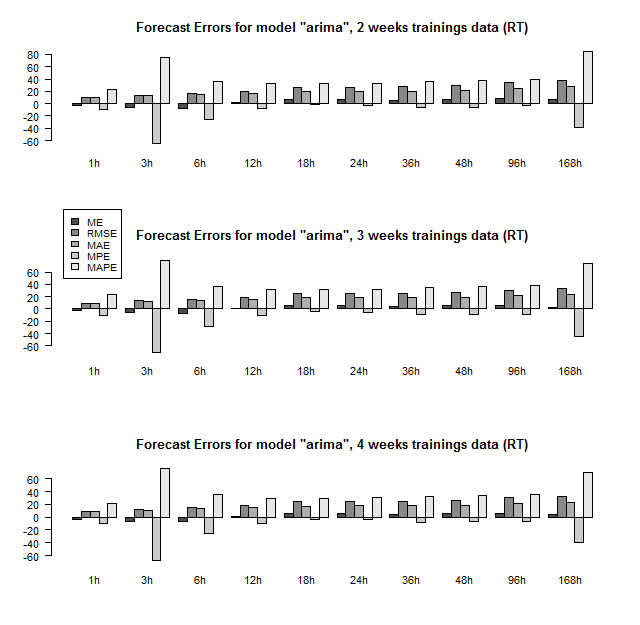 Forecast Errors for model "arima", 2 weeks trainings data (RT)
80
60
40
20
0
-20
-40
-60
1h 3h 6h 12h 18h 24h 36h 48h 96h 168h
ME
RMSE
MAE
MPE
MAPE
Forecast Errors for model "arima", 3 weeks trainings data (RT)
60
40
20
0
-20
-40
-60
1h 3h 6h 12h 18h 24h 36h 48h 96h 168h
Forecast Errors for model "arima", 4 weeks trainings data (RT)
60
40
20
0
-20
-40
-60
1h 3h 6h 12h 18h 24h 36h 48h 96h 168h